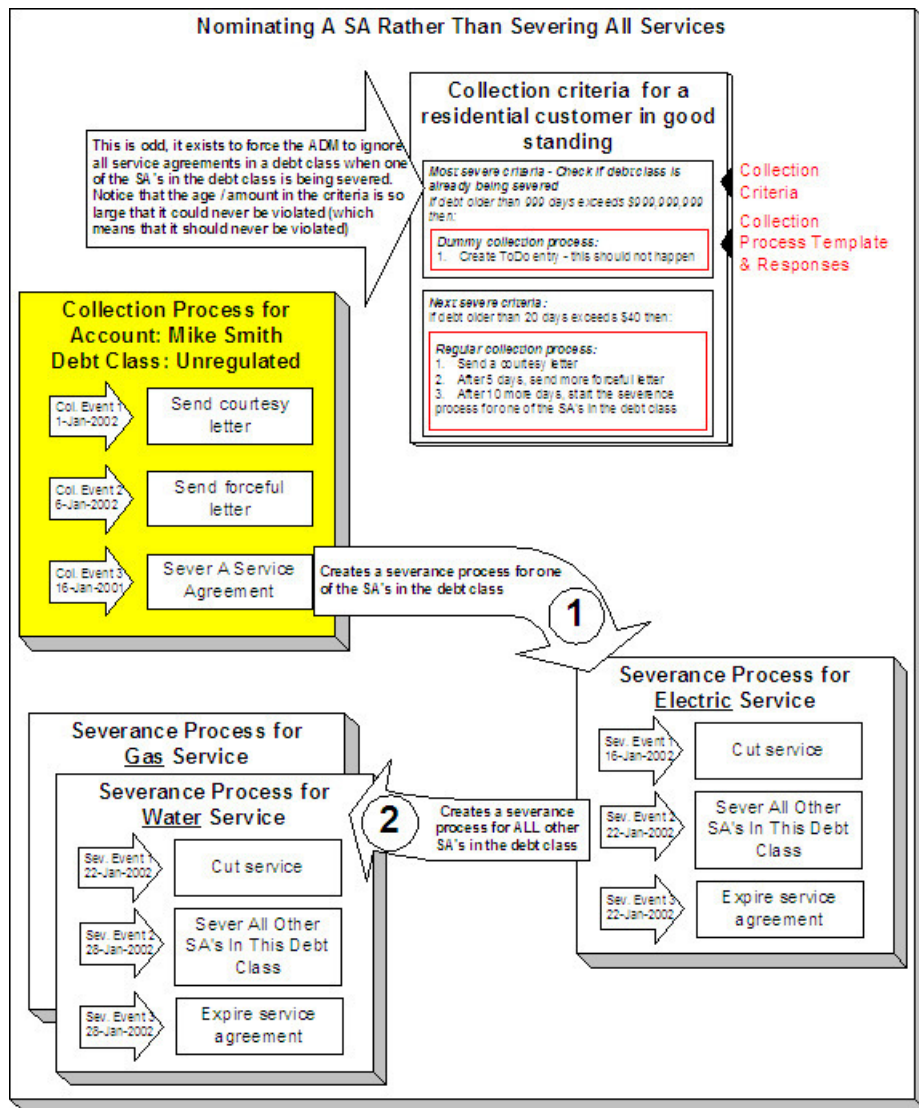 Nominating A SA Rather Than Severing All Services
This is odd, it exists to force the ADM to ignore
all service agreements in a debt class when one
of the SA's in the debt class is being severed.
Notice that the age / amount in the criteria is so
large that it could never be violated (which
means that it should never be violated)
Collection criteria for a
residential customer in good
standing
Most severe criteria - Check if debt class is
already being severed
If debt older than 999 days exceeds $999,999,999
then:
Dummy collection process:
1. Create ToDo entry - this should not happen
Collection
Criteria
Collection
Process Template
& Responses
Next severe criteria:
If debt older than 20 days exceeds $40 then:
Regular collection process:
1. Send a courtesy letter
2. After 5 days, send more forceful letter
3. After 10 more days, start the severence
process for one of the SA's in the debt class
Collection Process for
Account: Mike Smith
Debt Class: Unregulated
Col. Event 1
1-Jan-2002
Send courtesy
letter
Col. Event 2
6-Jan-2002
Send forceful
letter
Col. Event 3
16-Jan-2001
Sever A Service
Agreement
Creates a severance process for one
of the SA's in the debt class
1
Severance Process for
Electric Service
Sev. Event 1
16-Jan-2002
Cut service
Sev. Event 2
22-Jan-2002
Sever All Other
SA's In This Debt
Class
Sev. Event 3
22-Jan-2002
Expire service
agreement
2
Creates a severance
process for ALL other
SA's in the debt class
Severance Process for
Gas Service
Severance Process for
Water Service
Sev. Event 1
22-Jan-2002
Cut service
Sev. Event 2
28-Jan-2002
Sever All Other
SA's In This Debt
Class
Sev. Event 3
28-Jan-2002
Expire service
agreement